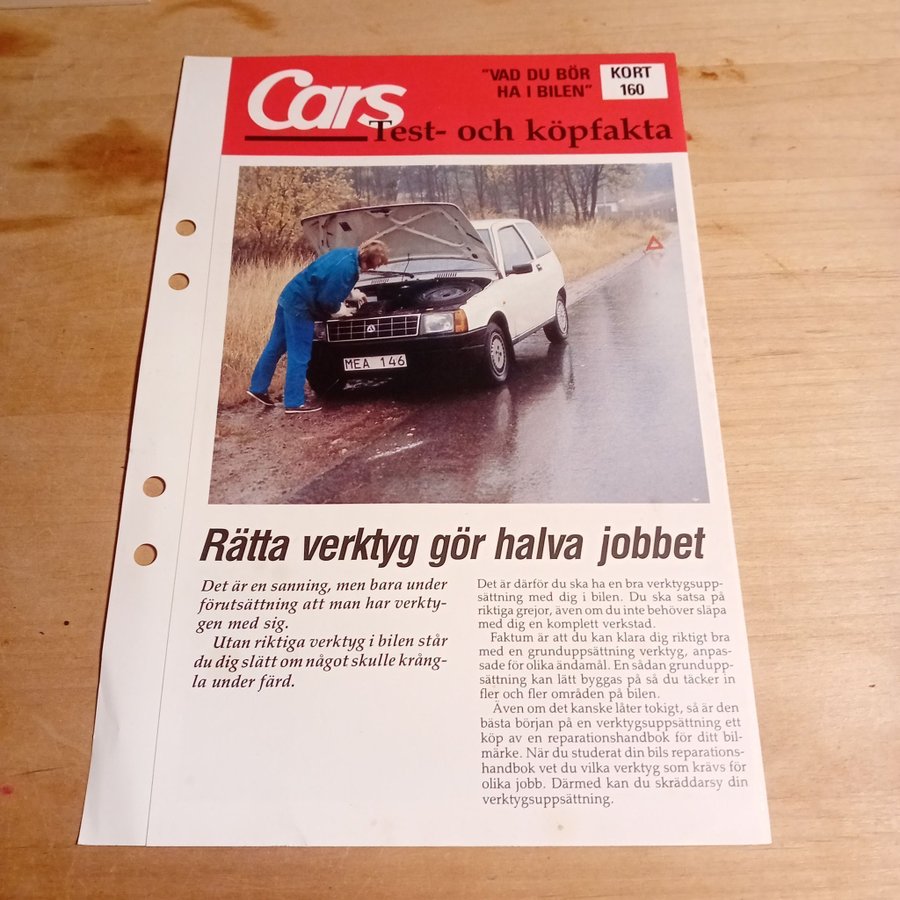 Cars
"VAD DU BÖR
HA I BILEN"
KORT
160
Test- och köpfakta
MEA 146
Rätta verktyg gör halva jobbet
Det är en sanning, men bara under
förutsättning att man har verkty-
gen med sig.
Utan riktiga verktyg i bilen står
du dig slätt om något skulle krång-
la under färd.
Det är därför du ska ha en bra verktygsupp-
sättning med dig i bilen. Du ska satsa på
riktiga grejor, även om du inte behöver släpa
med dig en komplett verkstad.
Faktum är att du kan klara dig riktigt bra
med en grunduppsättning verktyg, anpas-
sade för olika ändamål. En sådan grundupp-
sättning kan lätt byggas på så du täcker in
fler och fler områden på bilen.
Även om det kanske låter tokigt, så är den
bästa början på en verktygsuppsättning ett
köp av en reparationshandbok för ditt bil-
märke. När du studerat din bils reparations-
handbok vet du vilka verktyg som krävs för
olika jobb. Därmed kan du skräddarsy din
verktygsuppsättning.